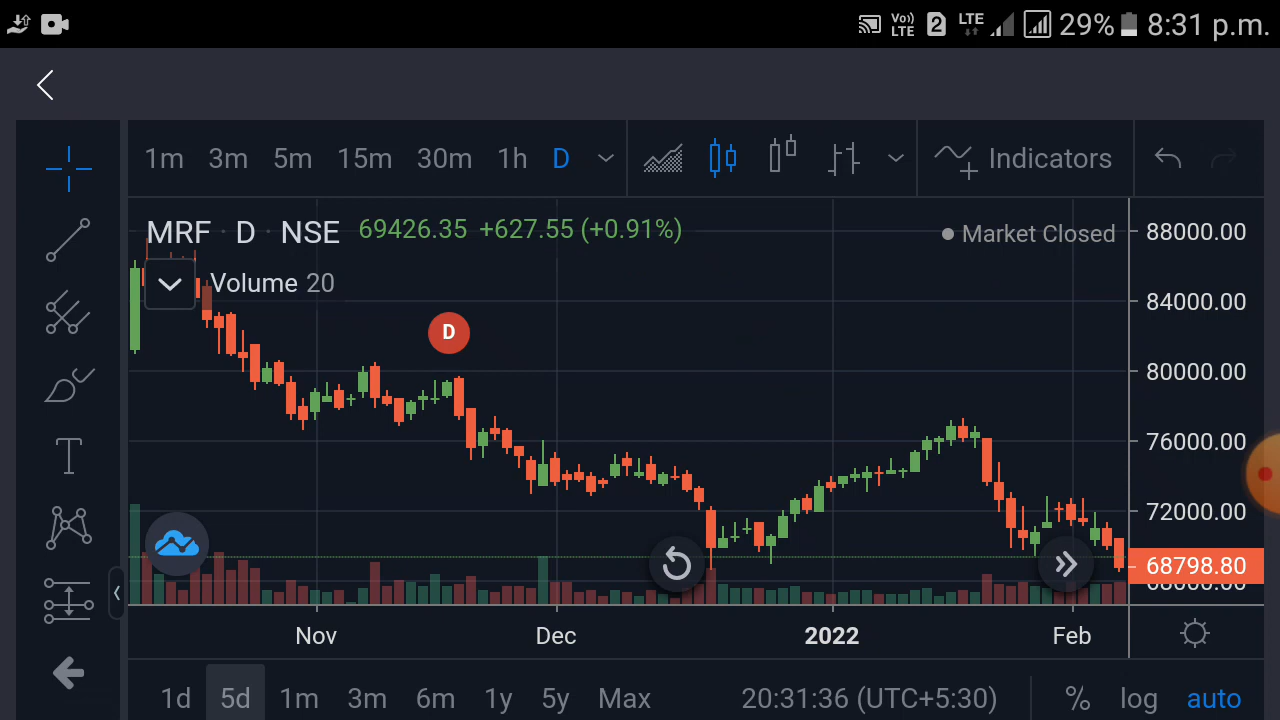 Vo) LTE 2 LTE 29% 8:31 p.m.
1m 3m 5m 15m 30m 1h D Indicators
MRF · D · NSE 69426.35 +627.55 (+0.91%)
Market Closed
Volume 20
D
88000.00
84000.00
80000.00
76000.00
72000.00
68798.80
68000.00
Nov Dec 2022 Feb
1d 5d 1m 3m 6m 1y 5y Max 20:31:36 (UTC+5:30) % log auto